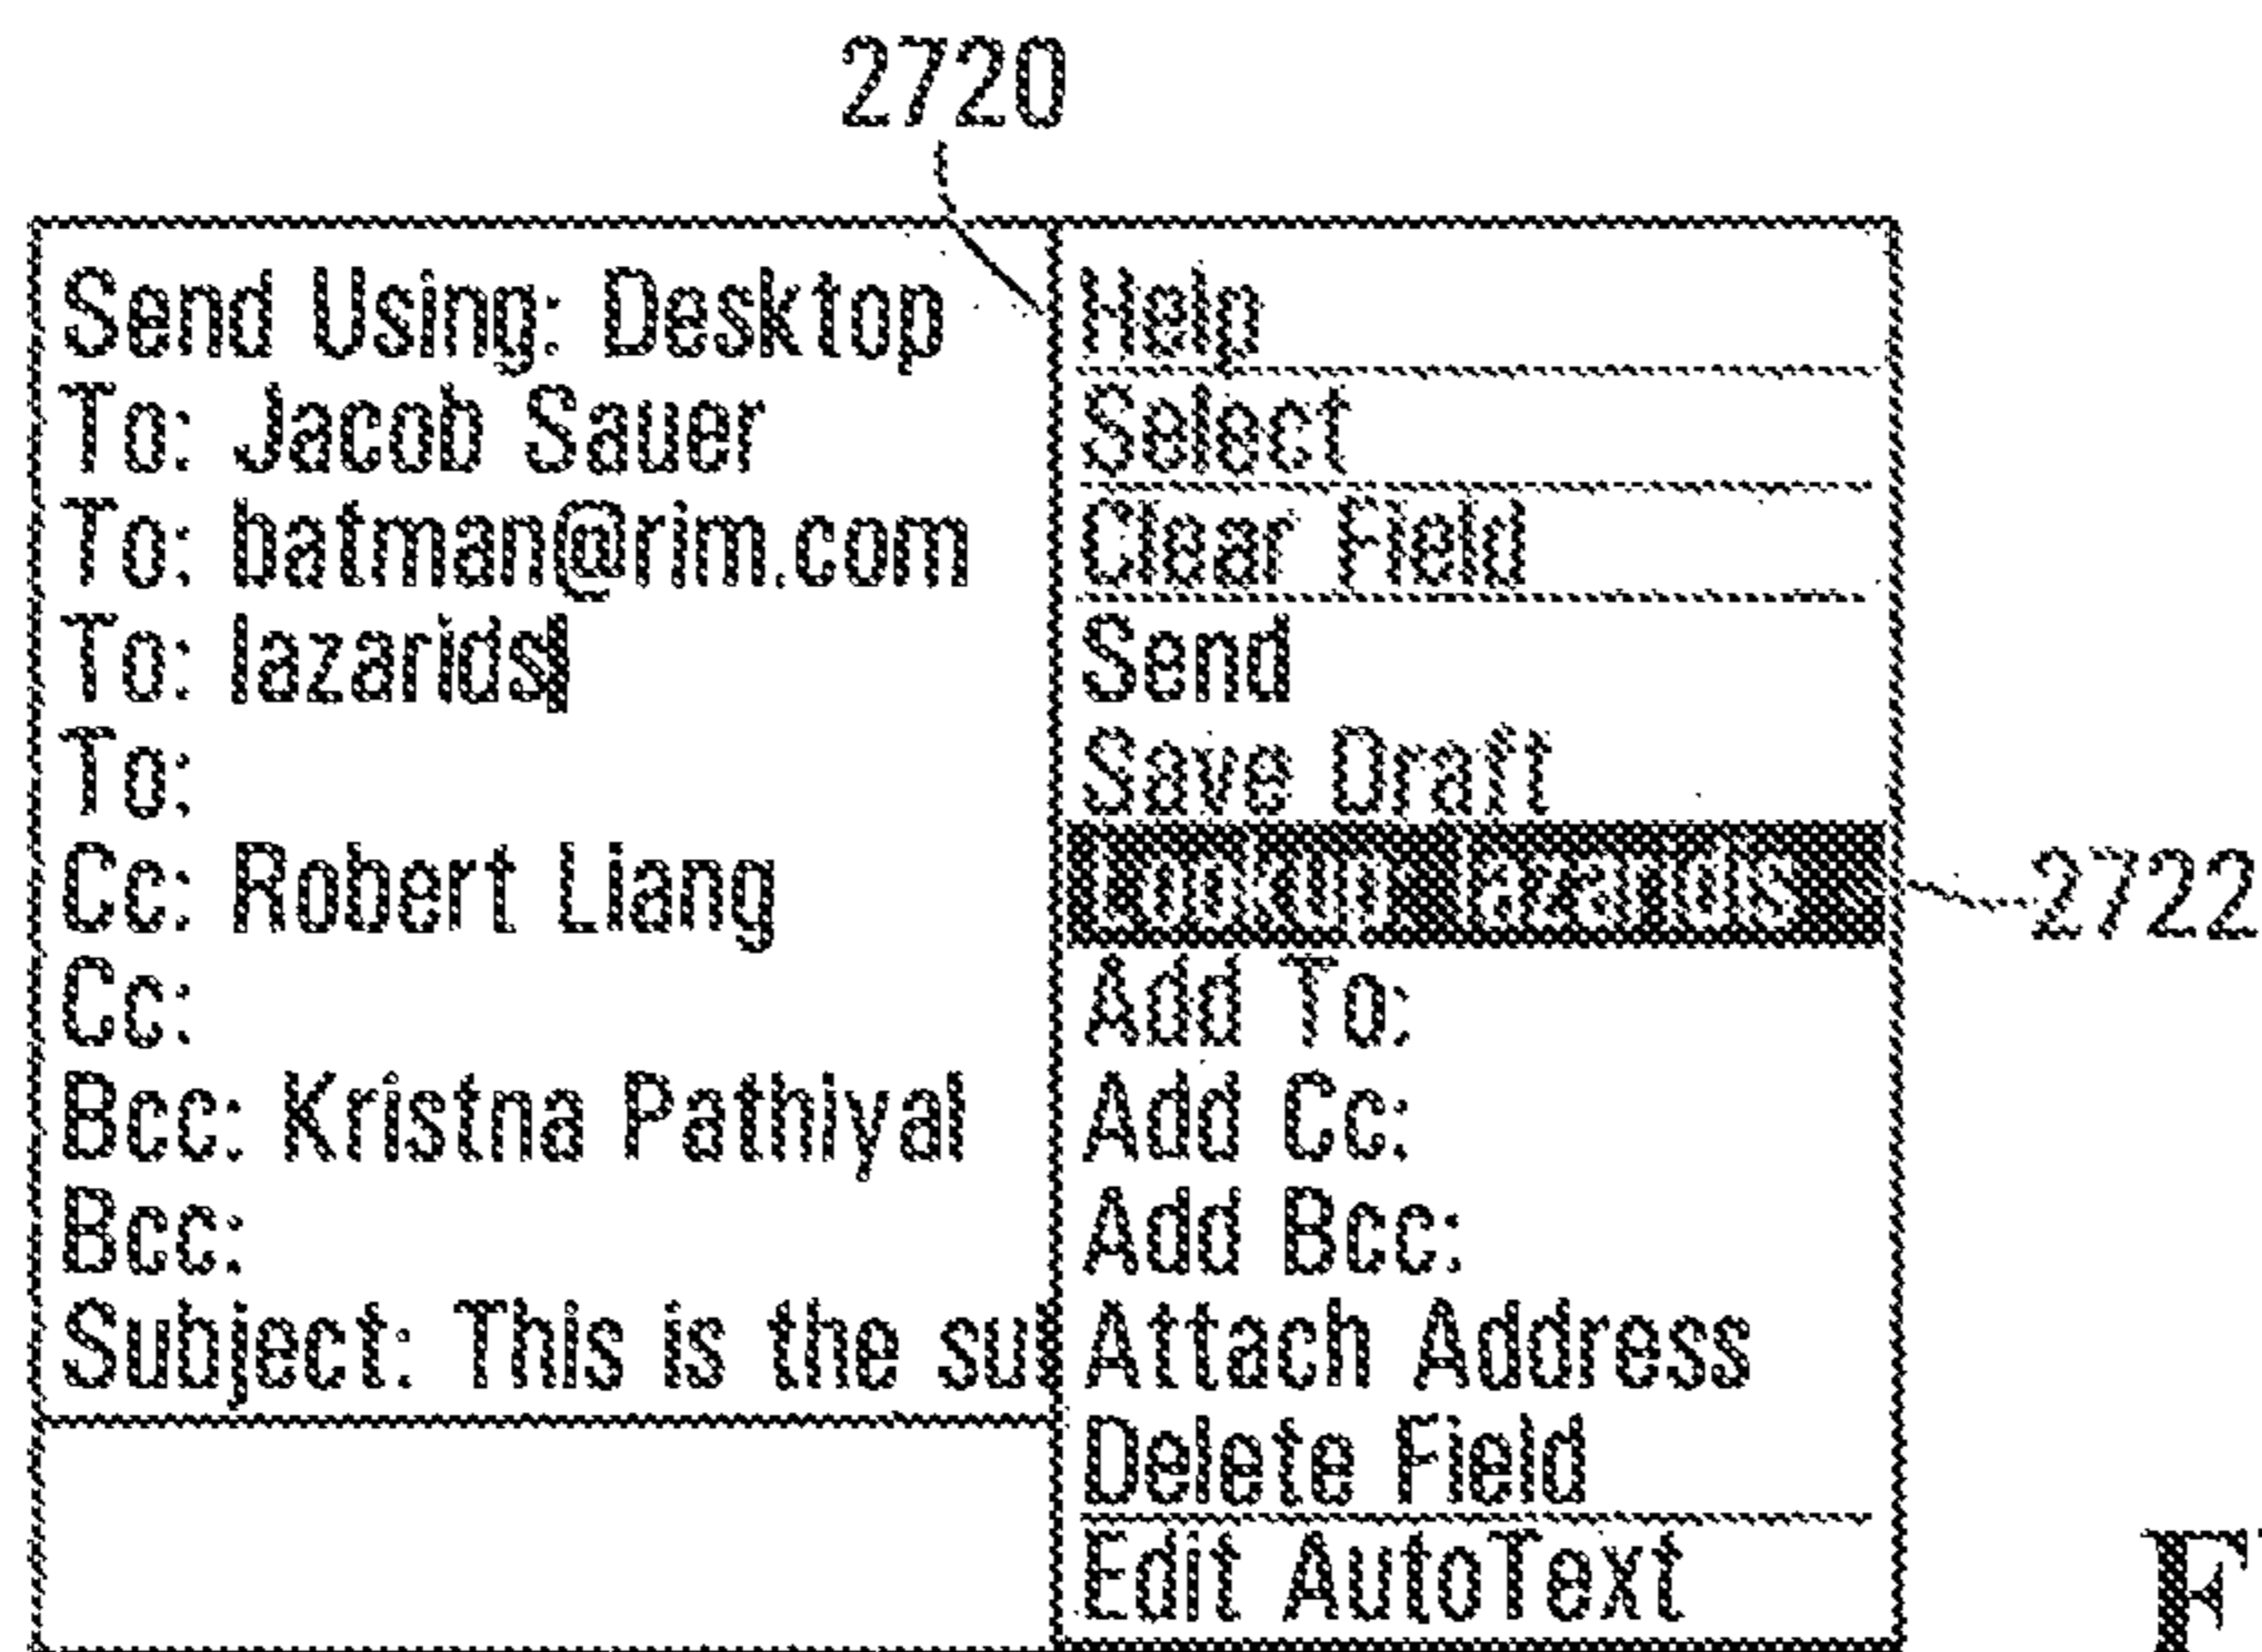 2720
Send Using: Desktop
To: Jacob Sauer
To: batman@rim.com
To: lazarids
To:
Cc: Robert Liang
Cc:
Bcc: Kristna Pathiyal
Bcc:
Subject: This is the su
Help
Select
Clear Field
Send
Save Draft
Lookup: lazarids
Add To:
Add Cc:
Add Bcc:
Attach Address
Delete Field
Edit AutoText
2722